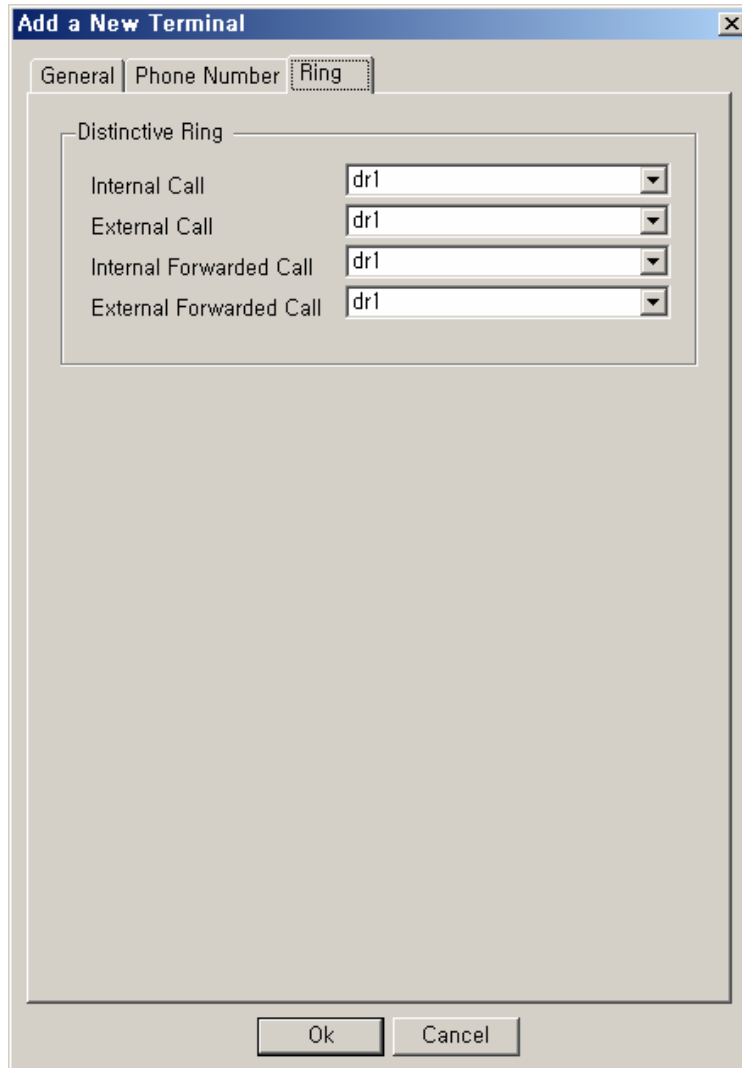 Add a New Terminal
General Phone Number Ring
Distinctive Ring
Internal Call dr1
External Call dr1
Internal Forwarded Call dr1
External Forwarded Call dr1
Ok Cancel